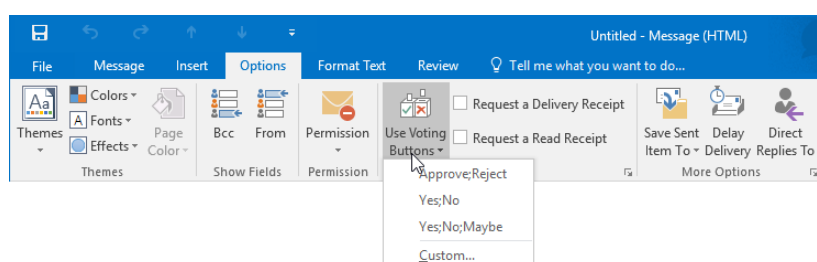 Untitled - Message (HTML)
File Message Insert Options Format Text Review Tell me what you want to do...
Aa
Themes
Colors
A Fonts
Effects
Page
Color
Themes
Bcc
From
Show Fields
Permission
Permission
Use Voting
Buttons
Request a Delivery Receipt
Request a Read Receipt
Approve;Reject
Yes;No
Yes;No;Maybe
Custom...
Save Sent
Item To
Delay
Delivery
Direct
Replies To
More Options